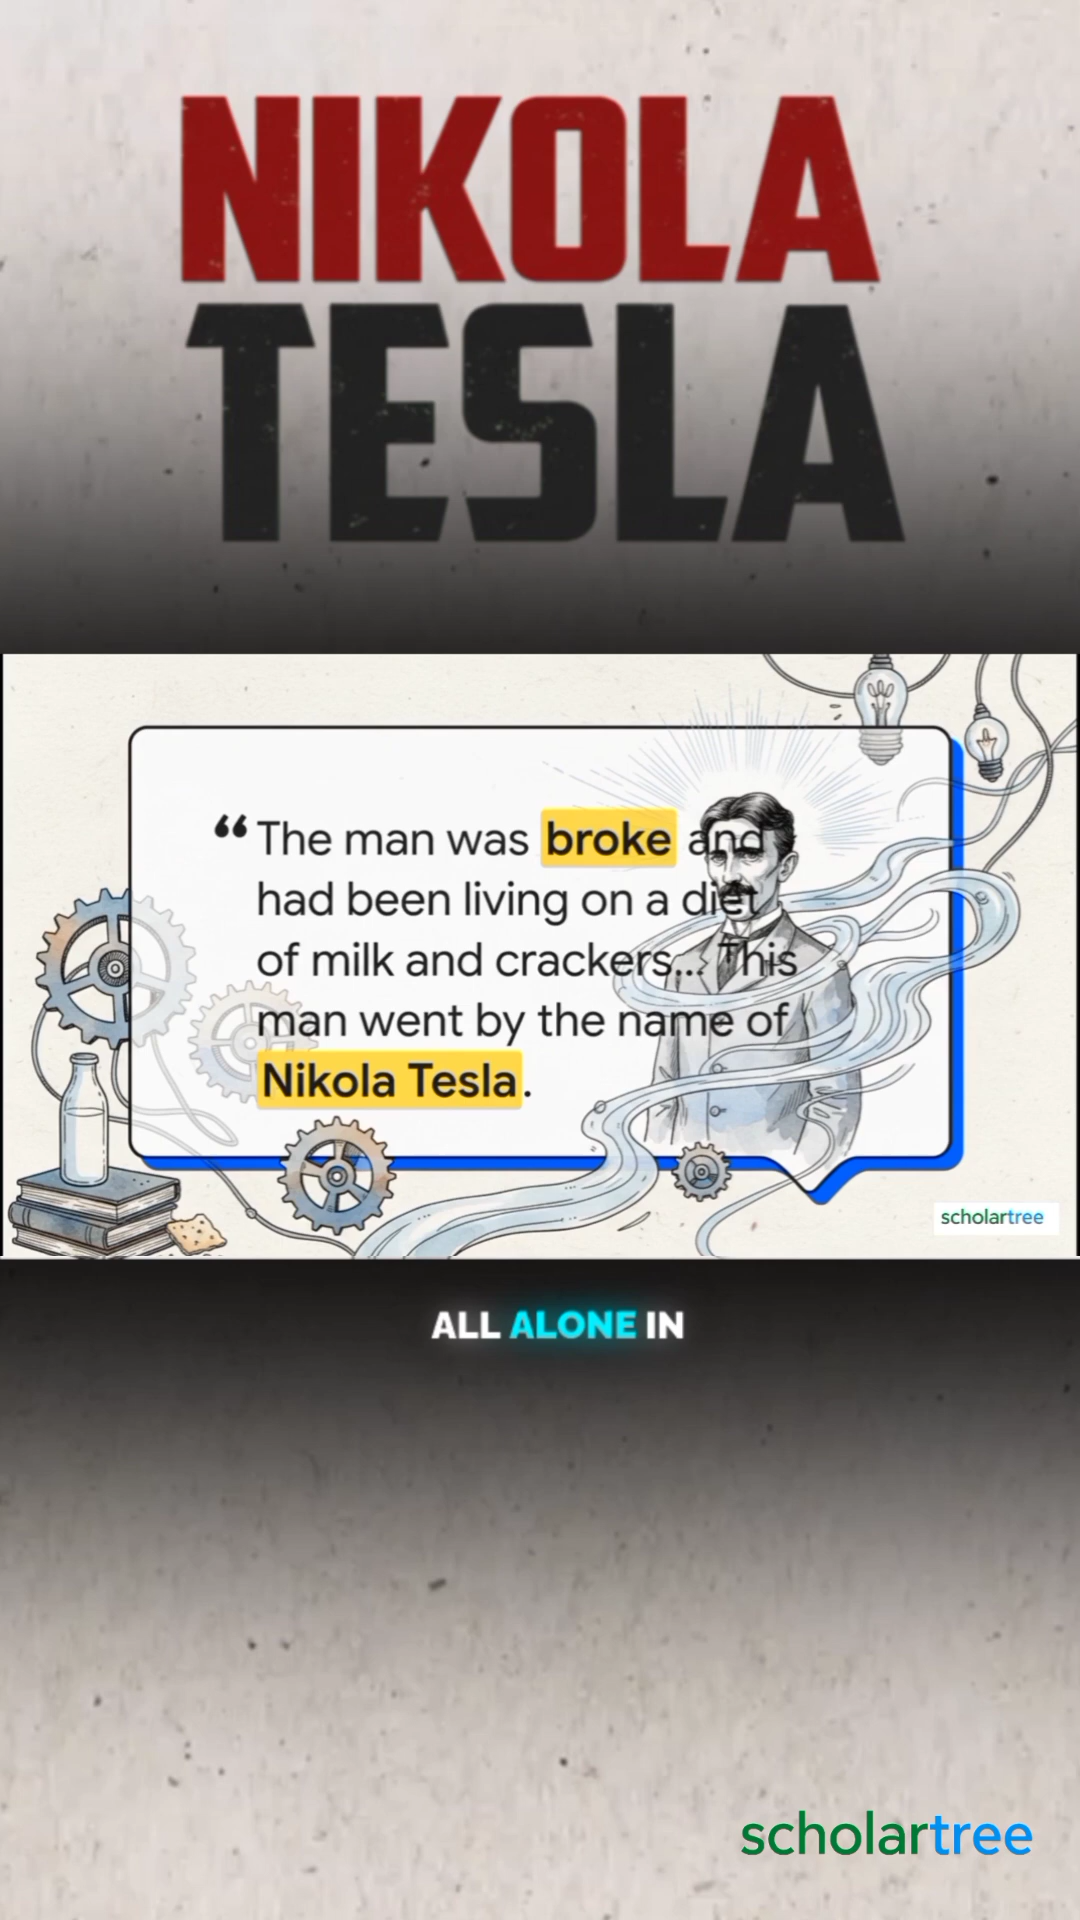 NIKOLA
TESLA
“The man was broke and
had been living on a diet
of milk and crackers... This
man went by the name of
Nikola Tesla.
scholartree
ALL ALONE IN
scholartree